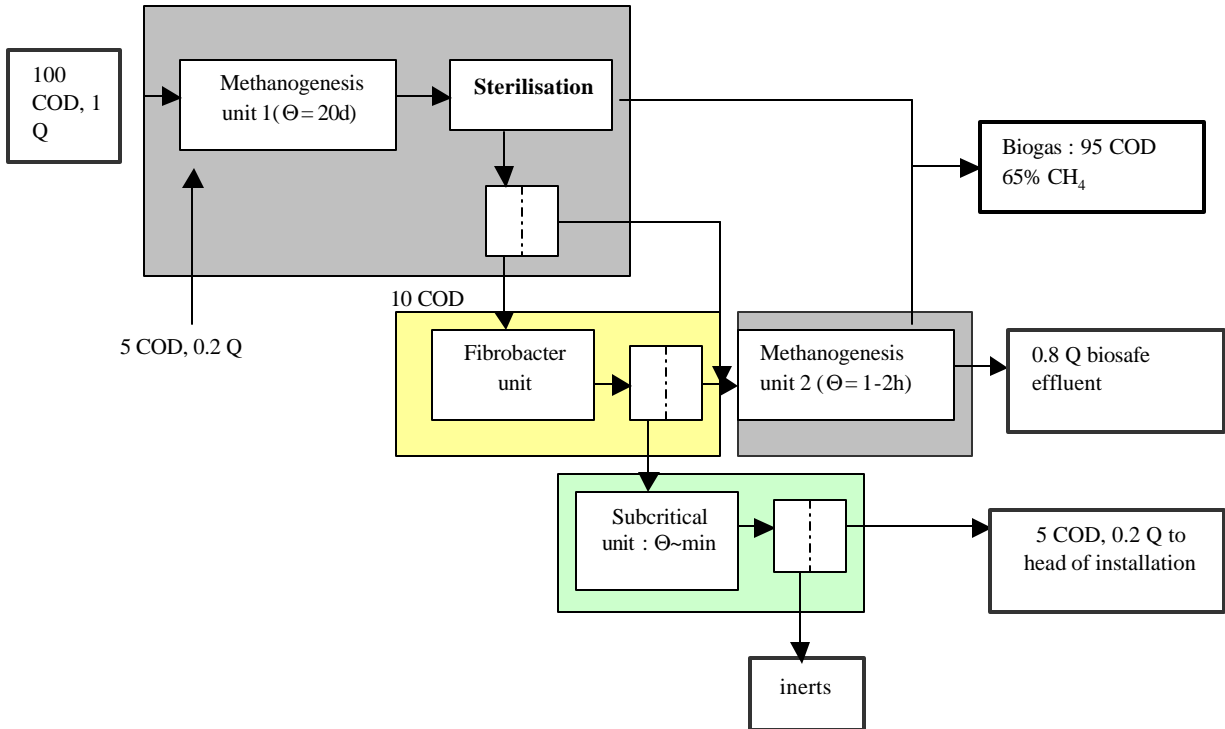 100
COD, 1
Q
Methanogenesis
unit 1(Θ= 20d)
Sterilisation
Biogas : 95 COD
65% CH₄
10 COD
5 COD, 0.2 Q
Fibrobacter
unit
Methanogenesis
unit 2 (Θ= 1-2h)
0.8 Q biosafe
effluent
Subcritical
unit : Θ~min
5 COD, 0.2 Q to
head of installation
inerts